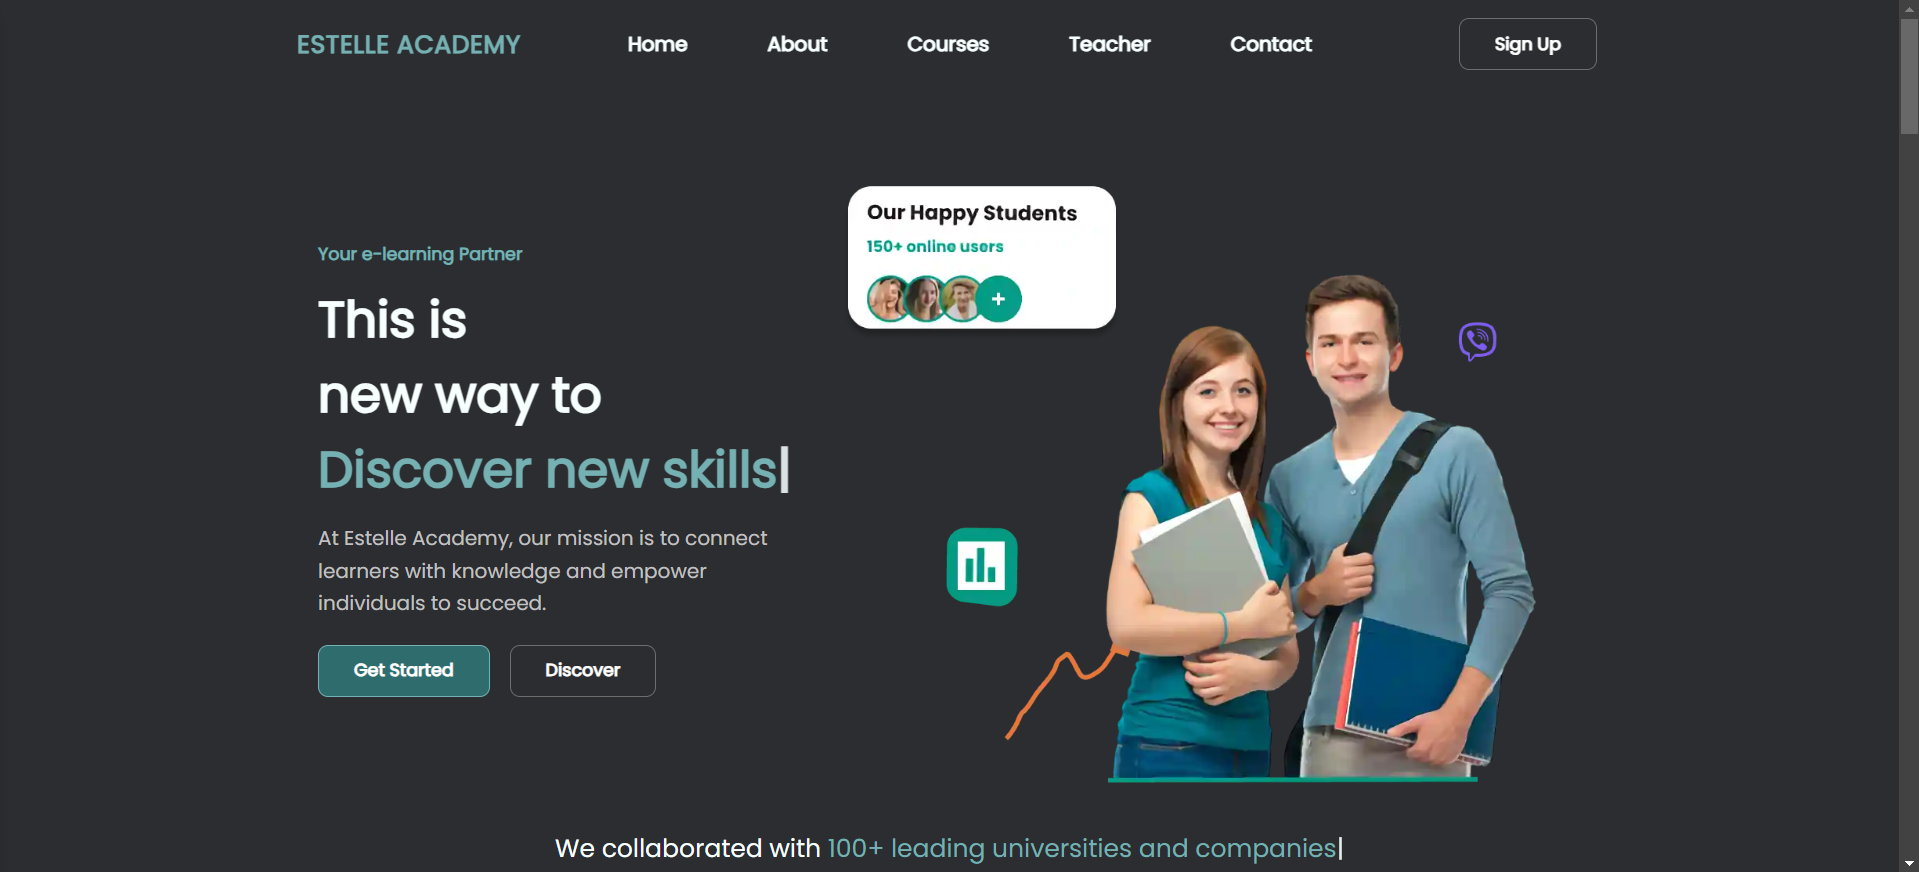 ESTELLE ACADEMY
Home
About
Courses
Teacher
Contact
Sign Up
Our Happy Students
150+ online users
+
Your e-learning Partner
This is
new way to
Discover new skills|
At Estelle Academy, our mission is to connect
learners with knowledge and empower
individuals to succeed.
Get Started
Discover
We collaborated with 100+ leading universities and companies|